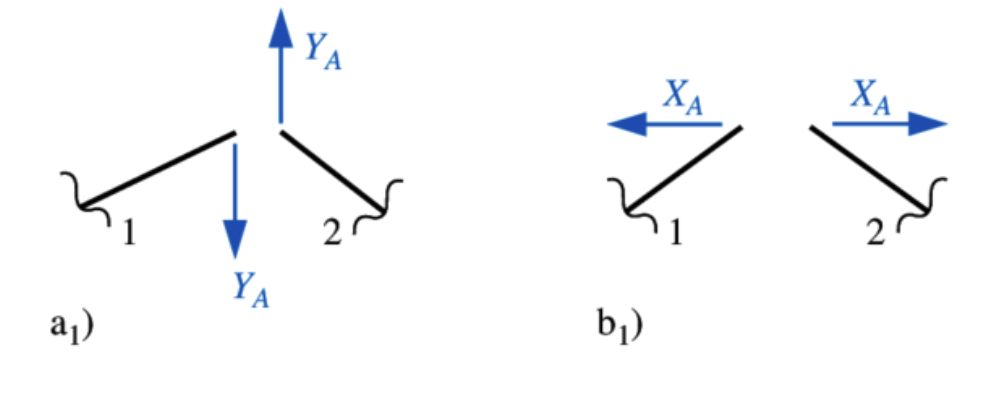 Y_A
X_A X_A
1 2 1 2
Y_A
a₁) b₁)